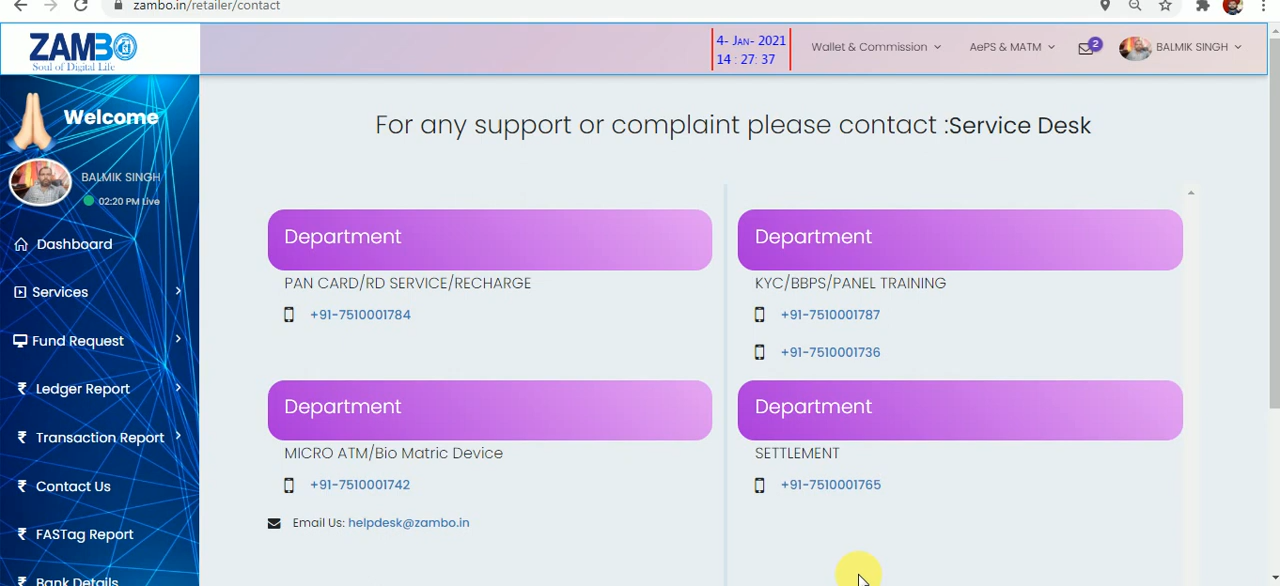 zambo.in/retailer/contact
ZAMBO
Soul of Digital Life
4- JAN- 2021
14 : 27: 37
Wallet & Commission
AePS & MATM
2
BALMIK SINGH
Welcome
BALMIK SINGH
02:20 PM Live
Dashboard
Services
Fund Request
Ledger Report
Transaction Report
Contact Us
FASTag Report
Bank Details
For any support or complaint please contact :Service Desk
Department
PAN CARD/RD SERVICE/RECHARGE
+91-7510001784
Department
KYC/BBPS/PANEL TRAINING
+91-7510001787
+91-7510001736
Department
MICRO ATM/Bio Matric Device
+91-7510001742
Email Us: helpdesk@zambo.in
Department
SETTLEMENT
+91-7510001765